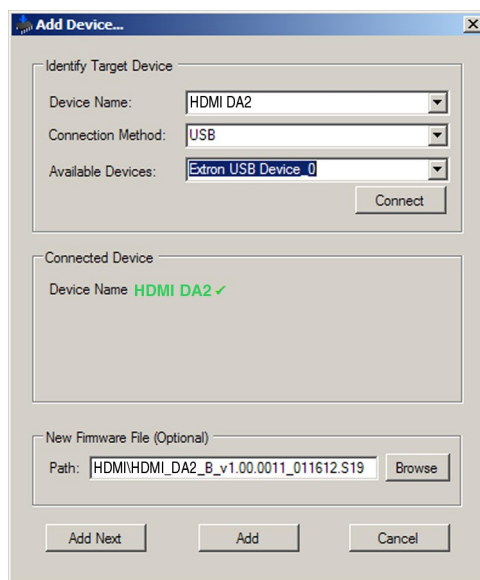 Add Device...
Identify Target Device
Device Name: HDMI DA2
Connection Method: USB
Available Devices: Extron USB Device_0
Connect
Connected Device
Device Name HDMI DA2 ✓
New Firmware File (Optional)
Path: HDMI\HDMI_DA2_B_v1.00.0011_011612.S19 Browse
Add Next Add Cancel